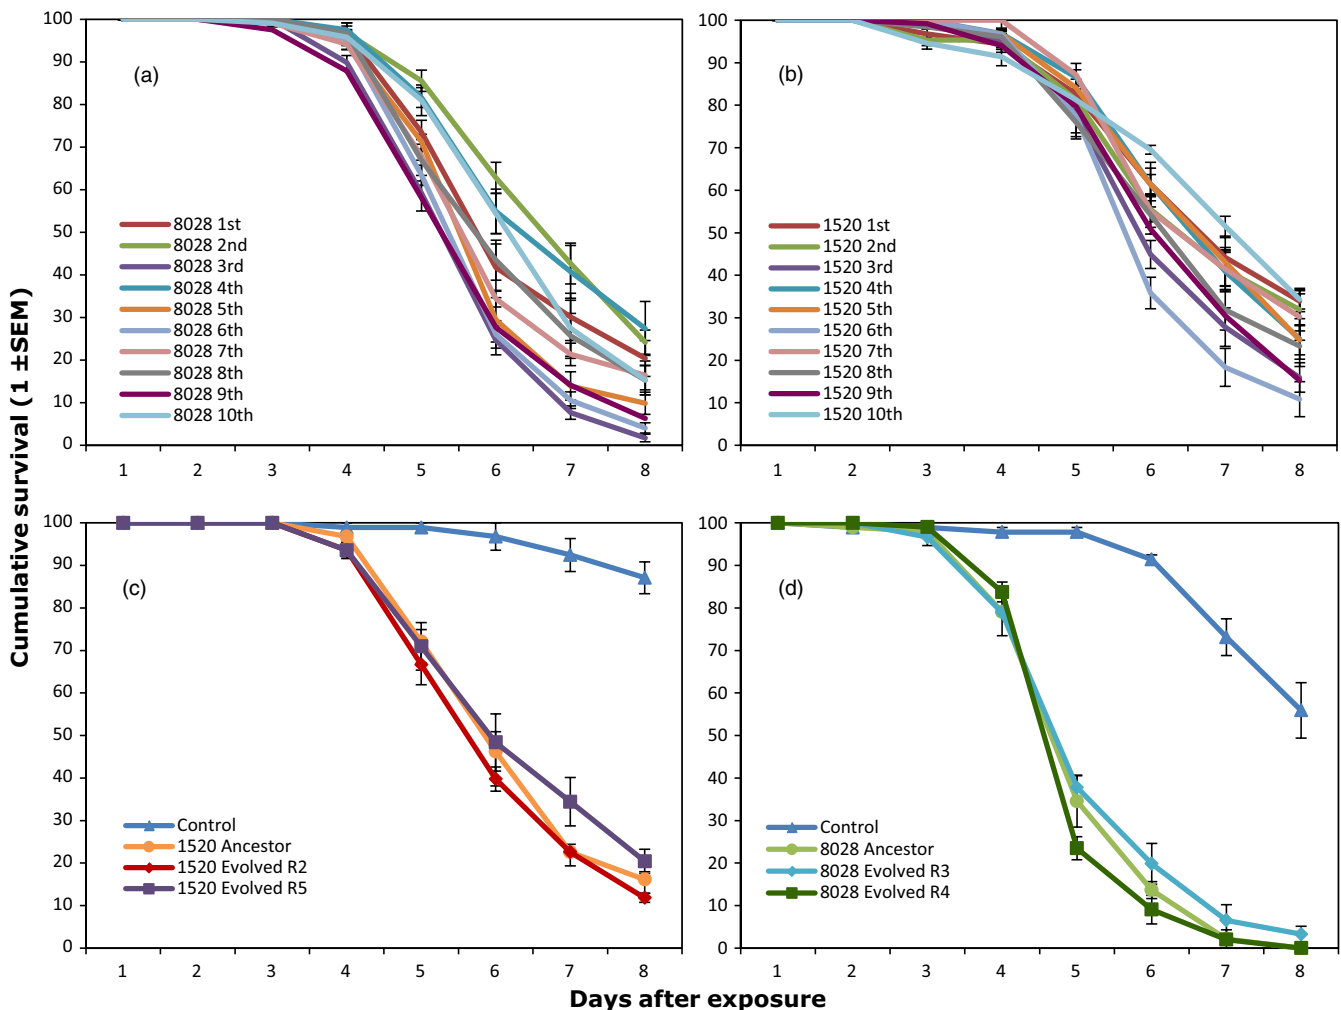 Cumulative survival (1 ±SEM)
100
90
80
70
60
50
40
30
20
10
0
(a)
8028 1st
8028 2nd
8028 3rd
8028 4th
8028 5th
8028 6th
8028 7th
8028 8th
8028 9th
8028 10th
1 2 3 4 5 6 7 8
100
90
80
70
60
50
40
30
20
10
0
(b)
1520 1st
1520 2nd
1520 3rd
1520 4th
1520 5th
1520 6th
1520 7th
1520 8th
1520 9th
1520 10th
1 2 3 4 5 6 7 8
100
90
80
70
60
50
40
30
20
10
0
(c)
Control
1520 Ancestor
1520 Evolved R2
1520 Evolved R5
1 2 3 4 5 6 7 8
100
90
80
70
60
50
40
30
20
10
0
(d)
Control
8028 Ancestor
8028 Evolved R3
8028 Evolved R4
1 2 3 4 5 6 7 8
Days after exposure